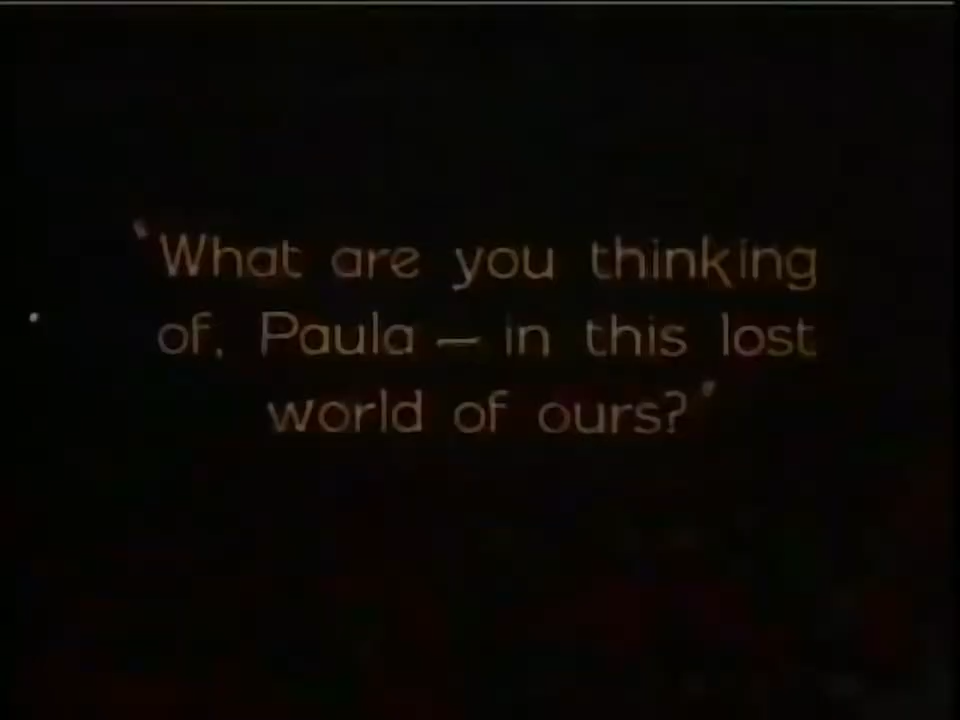 "What are you thinking
of, Paula — in this lost
world of ours?"